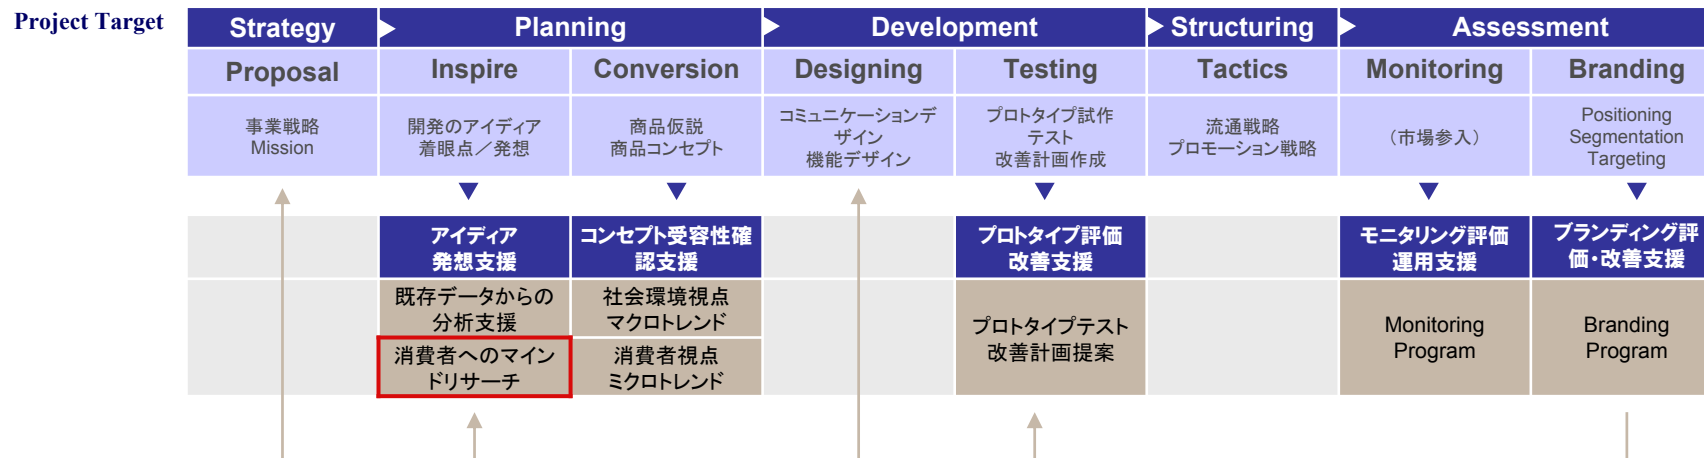 Project Target
Strategy
Planning
Development
Structuring
Assessment
Proposal
Inspire
Conversion
Designing
Testing
Tactics
Monitoring
Branding
事業戦略
Mission
開発のアイディア
着眼点／発想
商品仮説
商品コンセプト
コミュニケーションデ
ザイン
機能デザイン
プロトタイプ試作
テスト
改善計画作成
流通戦略
プロモーション戦略
（市場参入）
Positioning
Segmentation
Targeting
アイディア
発想支援
コンセプト受容性確
認支援
プロトタイプ評価
改善支援
モニタリング評価
運用支援
ブランディング評
価・改善支援
既存データからの
分析支援
社会環境視点
マクロトレンド
プロトタイプテスト
改善計画提案
Monitoring
Program
Branding
Program
消費者へのマイン
ドリサーチ
消費者視点
ミクロトレンド